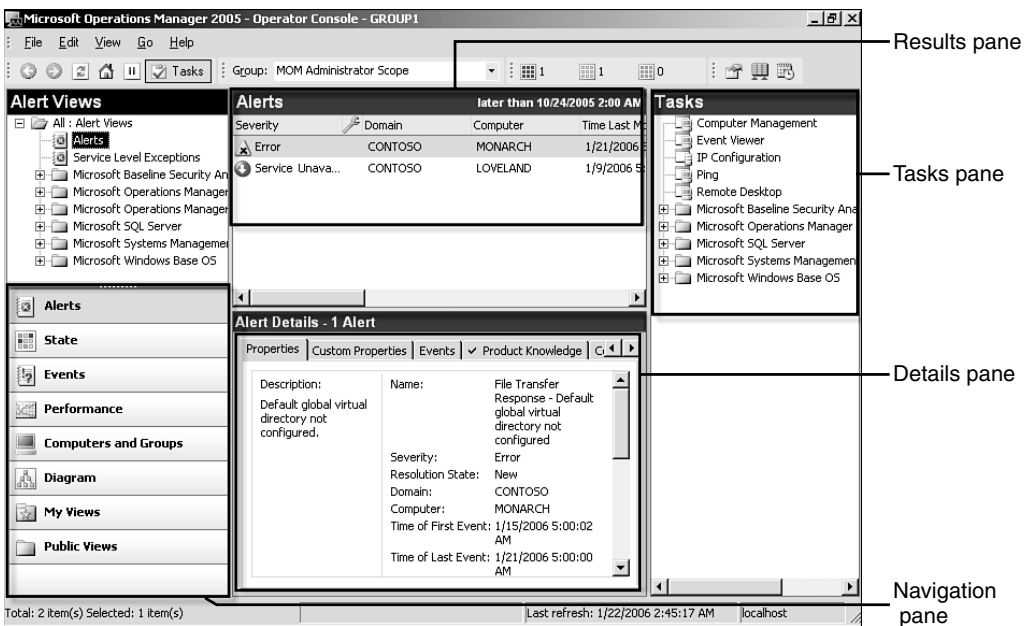 Microsoft Operations Manager 2005 - Operator Console - GROUP1
File Edit View Go Help
Tasks
Group: MOM Administrator Scope
1
1
0
Alert Views
All : Alert Views
Alerts
Service Level Exceptions
Microsoft Baseline Security An
Microsoft Operations Manager
Microsoft Operations Manager
Microsoft SQL Server
Microsoft Systems Manageme
Microsoft Windows Base OS
Alerts
State
Events
Performance
Computers and Groups
Diagram
My Views
Public Views
Alerts later than 10/24/2005 2:00 AM
Severity Domain Computer Time Last M
Error CONTOSO MONARCH 1/21/2006 5
Service Unava... CONTOSO LOVELAND 1/9/2006 5:
Alert Details - 1 Alert
Properties Custom Properties Events Product Knowledge
Description:
Default global virtual
directory not
configured.
Name: File Transfer
Response - Default
global virtual
directory not
configured
Severity: Error
Resolution State: New
Domain: CONTOSO
Computer: MONARCH
Time of First Event: 1/15/2006 5:00:02
AM
Time of Last Event: 1/21/2006 5:00:00
AM
Tasks
Computer Management
Event Viewer
IP Configuration
Ping
Remote Desktop
Microsoft Baseline Security Ana
Microsoft Operations Manager
Microsoft SQL Server
Microsoft Systems Managemen
Microsoft Windows Base OS
Total: 2 item(s) Selected: 1 item(s)
Last refresh: 1/22/2006 2:45:17 AM
localhost
Results pane
Tasks pane
Details pane
Navigation
pane